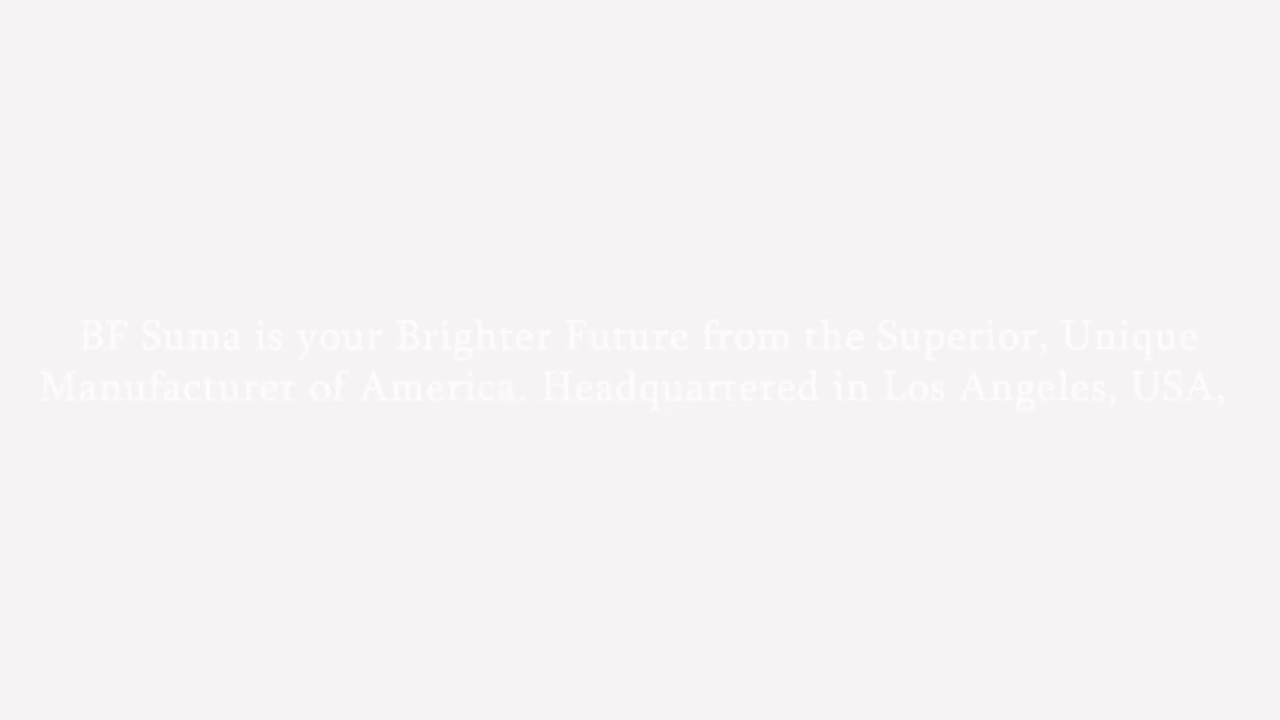 BF Suma is your Brighter Future from the Superior, Unique
Manufacturer of America. Headquartered in Los Angeles, USA,